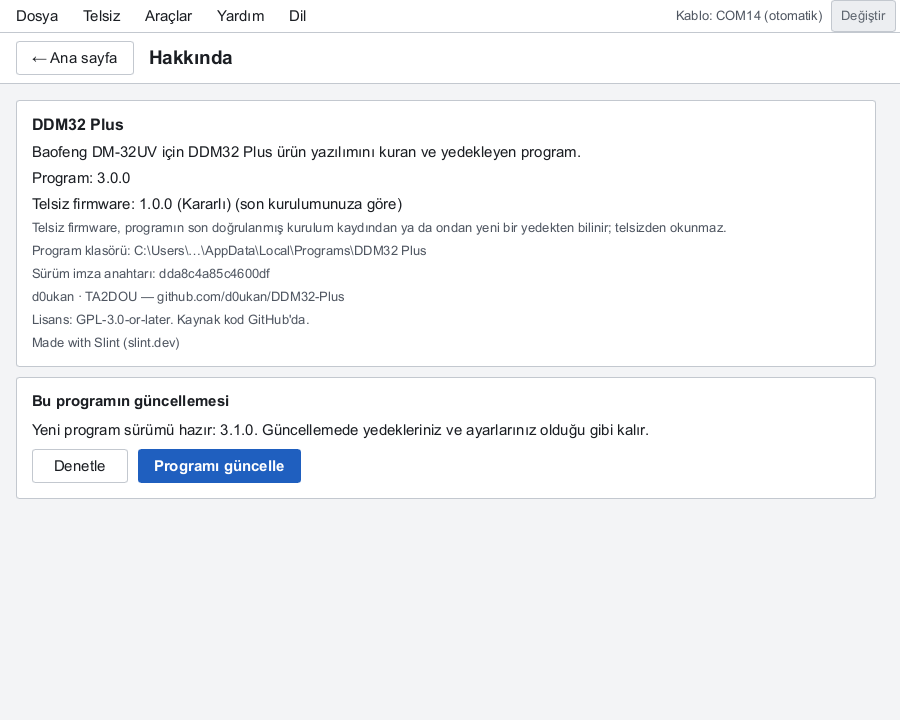 Dosya Telsiz Araçlar Yardım Dil Kablo: COM14 (otomatik) Değiştir
← Ana sayfa Hakkında
DDM32 Plus
Baofeng DM-32UV için DDM32 Plus ürün yazılımını kuran ve yedekleyen program.
Program: 3.0.0
Telsiz firmware: 1.0.0 (Kararlı) (son kurulumunuza göre)
Telsiz firmware, programın son doğrulanmış kurulum kaydından ya da ondan yeni bir yedekten bilinir; telsizden okunmaz.
Program klasörü: C:\Users\…\AppData\Local\Programs\DDM32 Plus
Sürüm imza anahtarı: dda8c4a85c4600df
d0ukan · TA2DOU — github.com/d0ukan/DDM32-Plus
Lisans: GPL-3.0-or-later. Kaynak kod GitHub'da.
Made with Slint (slint.dev)
Bu programın güncellemesi
Yeni program sürümü hazır: 3.1.0. Güncellemede yedekleriniz ve ayarlarınız olduğu gibi kalır.
Denetle Programı güncelle